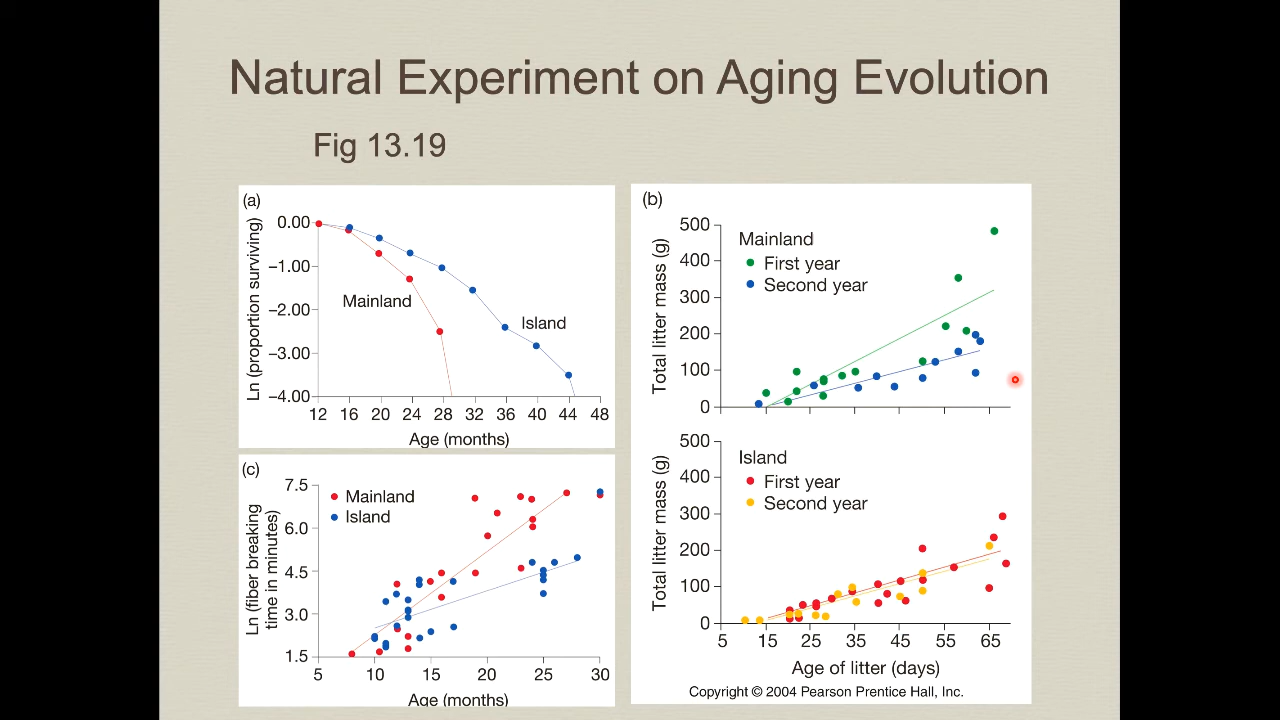 Natural Experiment on Aging Evolution
Fig 13.19
(a)
Ln (proportion surviving)
0.00
–1.00
–2.00
–3.00
–4.00
Mainland
Island
12 16 20 24 28 32 36 40 44 48
Age (months)
(b)
Total litter mass (g)
500
400
300
200
100
0
Mainland
First year
Second year
Total litter mass (g)
500
400
300
200
100
0
Island
First year
Second year
5 15 25 35 45 55 65
Age of litter (days)
Copyright © 2004 Pearson Prentice Hall, Inc.
(c)
Ln (fiber breaking
time in minutes)
7.5
6.0
4.5
3.0
1.5
Mainland
Island
5 10 15 20 25 30
Age (months)